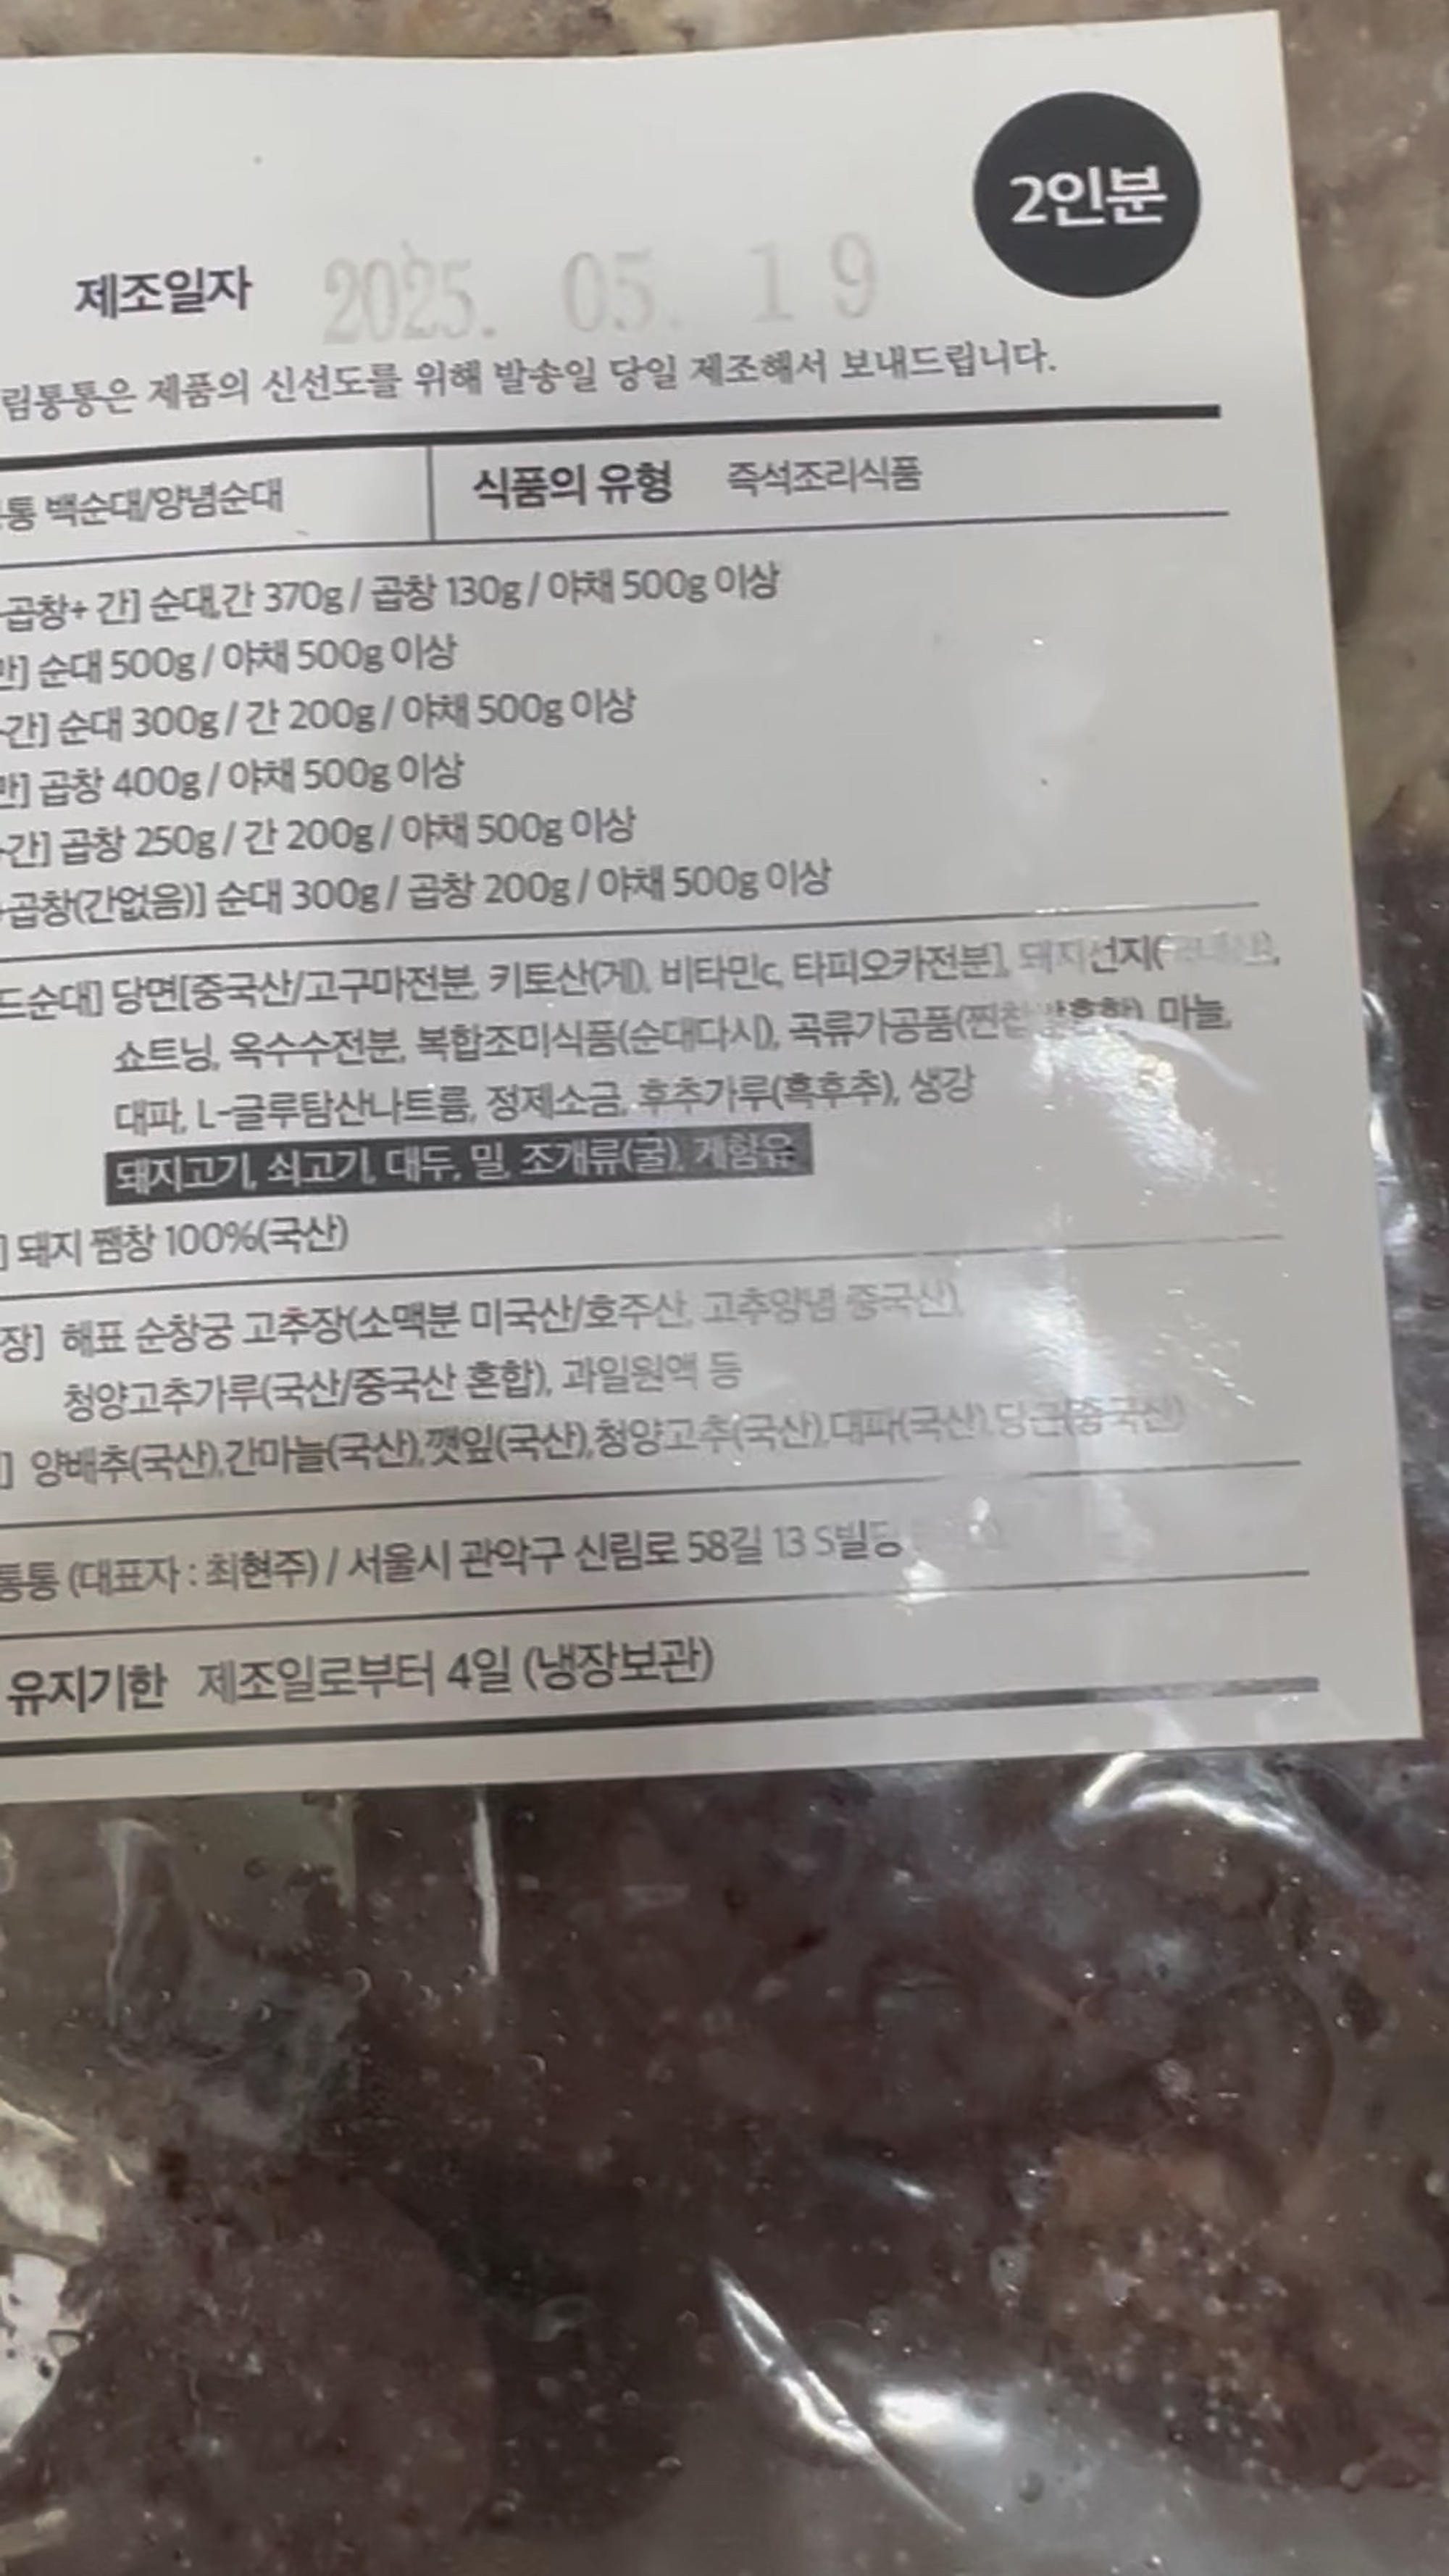 2인분
제조일자 2025. 05. 19
림통통은 제품의 신선도를 위해 발송일 당일 제조해서 보내드립니다.
통 백순대/양념순대 식품의 유형 즉석조리식품
곱창+ 간] 순대,간 370g / 곱창 130g / 야채 500g 이상
만] 순대 500g / 야채 500g 이상
+간] 순대 300g / 간 200g / 야채 500g 이상
만] 곱창 400g / 야채 500g 이상
+간] 곱창 250g / 간 200g / 야채 500g 이상
+곱창(간없음)] 순대 300g / 곱창 200g / 야채 500g 이상
드순대] 당면[중국산/고구마전분, 키토산(게), 비타민c, 타피오카전분], 돼지선지(
쇼트닝, 옥수수전분, 복합조미식품(순대다시), 곡류가공품( 마늘,
대파, L-글루탐산나트륨, 정제소금, 후추가루(흑후추), 생강
돼지고기, 쇠고기, 대두, 밀, 조개류(굴), 게함유
] 돼지 쨈창 100%(국산)
장] 해표 순창궁 고추장(소맥분 미국산/호주산, 고추양념 중국산),
청양고추가루(국산/중국산 혼합), 과일원액 등
] 양배추(국산),간마늘(국산),깻잎(국산),청양고추(국산),대파(국산),당근(중국산)
통통 (대표자 : 최현주) / 서울시 관악구 신림로 58길 13 S빌딩
유지기한 제조일로부터 4일 (냉장보관)